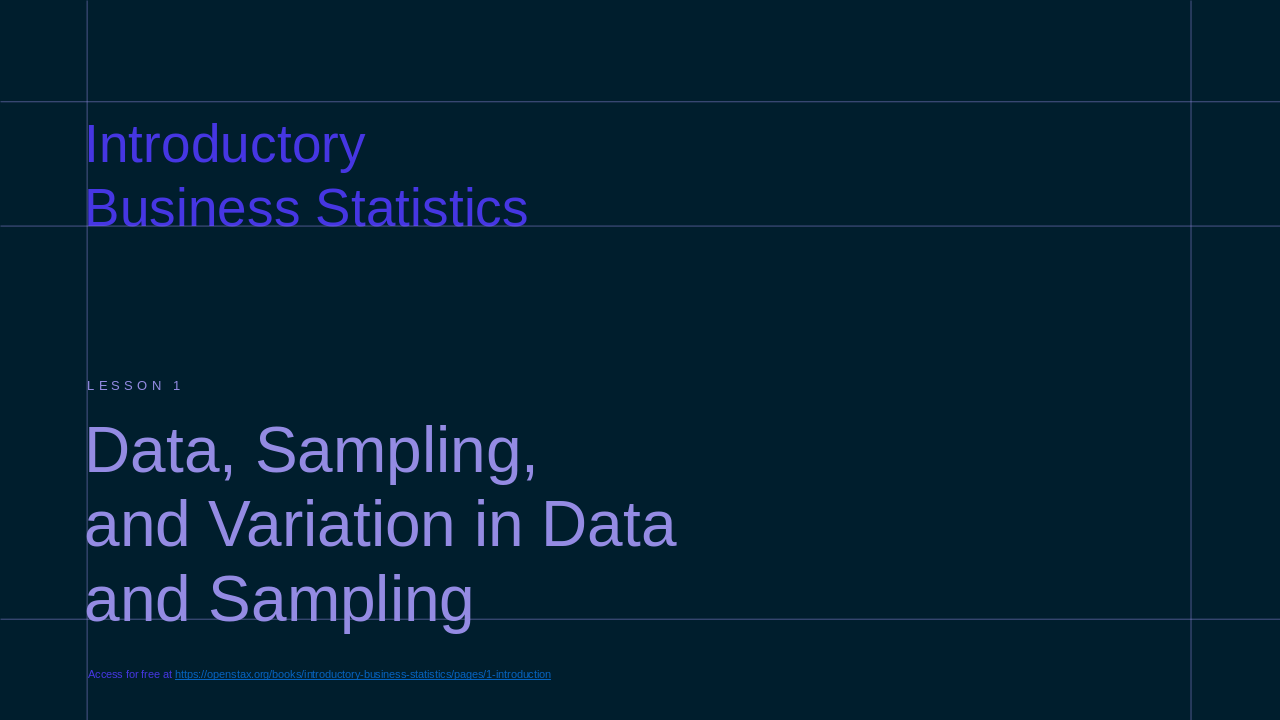 Introductory
Business Statistics
LESSON 1
Data, Sampling,
and Variation in Data
and Sampling
Access for free at https://openstax.org/books/introductory-business-statistics/pages/1-introduction